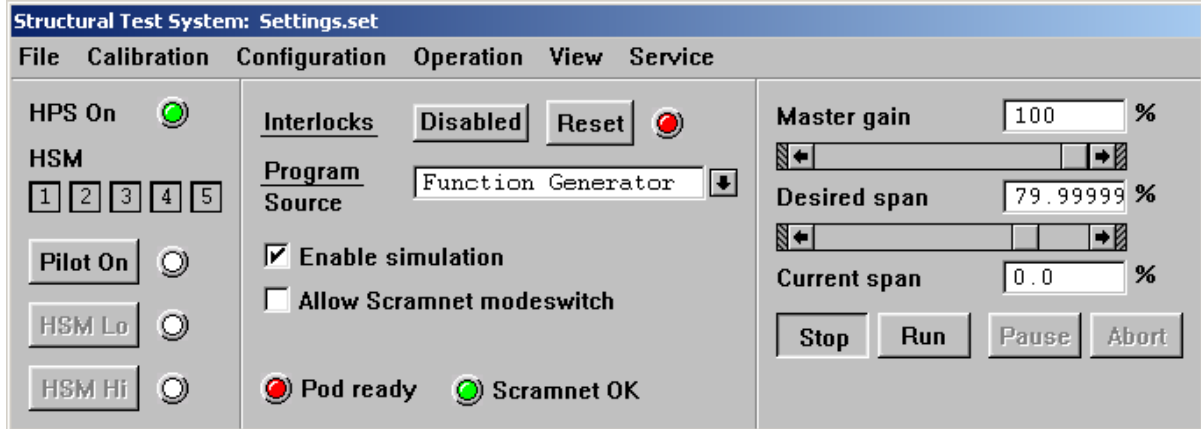 Structural Test System: Settings.set
File Calibration Configuration Operation View Service
HPS On
HSM
1 2 3 4 5
Pilot On
HSM Lo
HSM Hi
Interlocks Disabled Reset
Program
Source
Function Generator
Enable simulation
Allow Scramnet modeswitch
Pod ready Scramnet OK
Master gain 100 %
Desired span 79.99999 %
Current span 0.0 %
Stop Run Pause Abort